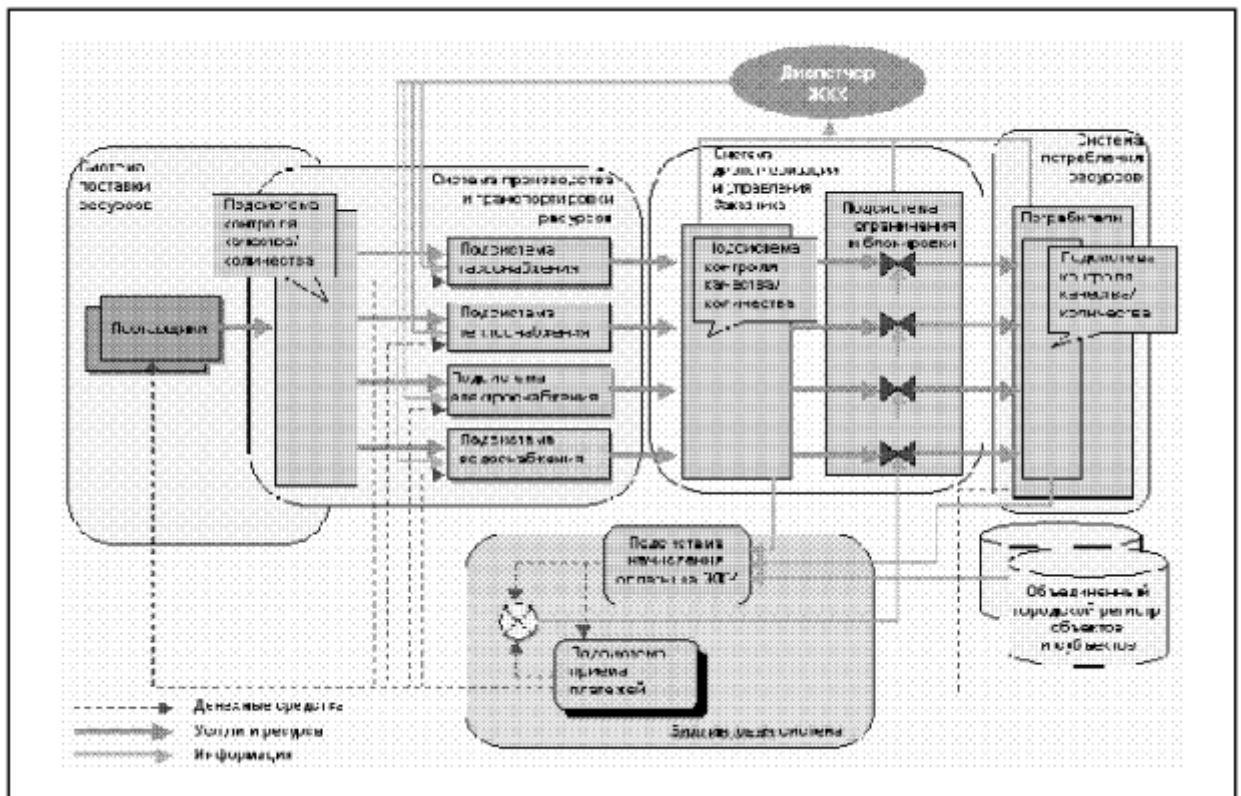 Диспетчер
ЖКХ
Система
поставки
ресурсов
Подсистема
контроля
качества/
количества
Поставщики
Система производства
и транспортировки
ресурсов
Подсистема
газоснабжения
Подсистема
теплоснабжения
Подсистема
электроснабжения
Подсистема
водоснабжения
Система
диспетчеризации
и управления
Заказчика
Подсистема
контроля
качества/
количества
Подсистема
ограничения
и блокировки
Система
потребления
ресурсов
Потребители
Подсистема
контроля
качества/
количества
Подсистема
начисления
оплаты за ЖКУ
Подсистема
приема
платежей
система
Объединенный
городской регистр
объектов
и субъектов
Денежные средства
Услуги и ресурсы
Информация